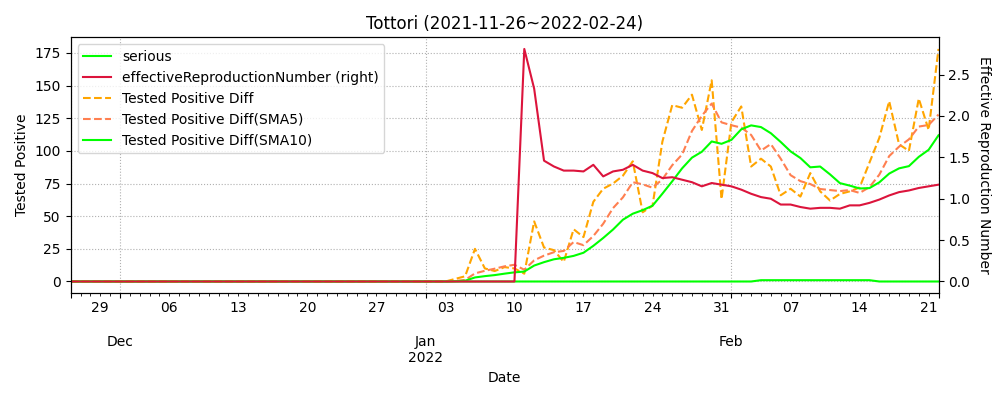 Tottori (2021-11-26~2022-02-24)
serious
effectiveReproductionNumber (right)
Tested Positive Diff
Tested Positive Diff(SMA5)
Tested Positive Diff(SMA10)
Tested Positive
175
150
125
100
75
50
25
0
2.5
2.0
1.5
1.0
0.5
0.0
Effective Reproduction Number
29 06 13 20 27 03 10 17 24 31 07 14 21
Dec Jan Feb
2022
Date